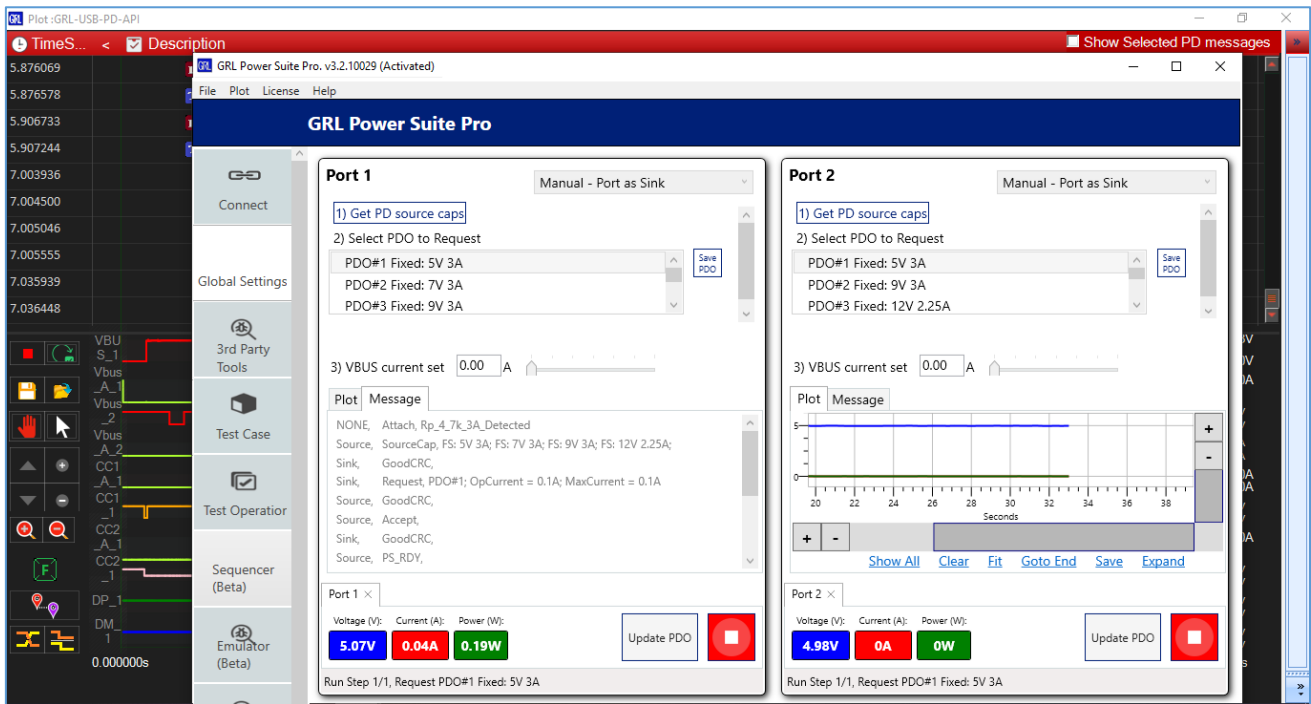 Plot :GRL-USB-PD-API
TimeS... < Description
Show Selected PD messages
5.876069
5.876578
5.906733
5.907244
7.003936
7.004500
7.005046
7.005555
7.035939
7.036448
VBU
S_1
Vbus
_A_1
Vbus
_2
Vbus
_A_2
CC1
_A_1
CC1
_1
CC2
_A_1
CC2
_1
DP_1
DM_
1
0.000000s
GRL Power Suite Pro. v3.2.10029 (Activated)
File Plot License Help
GRL Power Suite Pro
Connect
Global Settings
3rd Party
Tools
Test Case
Test Operation
Sequencer
(Beta)
Emulator
(Beta)
Port 1
Manual - Port as Sink
1) Get PD source caps
2) Select PDO to Request
PDO#1 Fixed: 5V 3A
PDO#2 Fixed: 7V 3A
PDO#3 Fixed: 9V 3A
Save
PDO
3) VBUS current set 0.00 A
Plot Message
NONE, Attach, Rp_4_7k_3A_Detected
Source, SourceCap, FS: 5V 3A; FS: 7V 3A; FS: 9V 3A; FS: 12V 2.25A;
Sink, GoodCRC,
Sink, Request, PDO#1; OpCurrent = 0.1A; MaxCurrent = 0.1A
Source, GoodCRC,
Source, Accept,
Sink, GoodCRC,
Source, PS_RDY,
Port 1 ×
Voltage (V): Current (A): Power (W):
5.07V 0.04A 0.19W
Update PDO
Run Step 1/1, Request PDO#1 Fixed: 5V 3A
Port 2
Manual - Port as Sink
1) Get PD source caps
2) Select PDO to Request
PDO#1 Fixed: 5V 3A
PDO#2 Fixed: 9V 3A
PDO#3 Fixed: 12V 2.25A
Save
PDO
3) VBUS current set 0.00 A
Plot Message
5
0
20 22 24 26 28 30 32 34 36 38
Seconds
Show All Clear Fit Goto End Save Expand
Port 2 ×
Voltage (V): Current (A): Power (W):
4.98V 0A 0W
Update PDO
Run Step 1/1, Request PDO#1 Fixed: 5V 3A